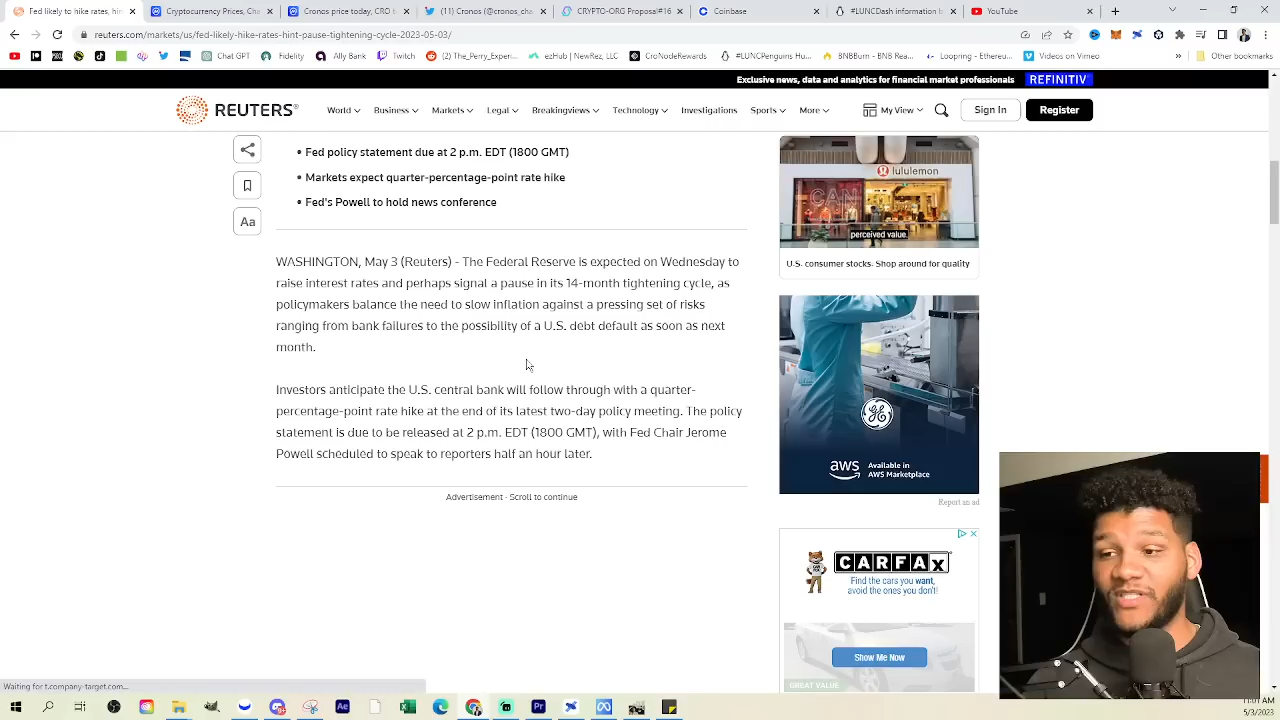 Fed likely to hike rates, hin
Cryptocurrency Prices, Cha
Cronos price today, CRO t
CRYPTO-ORG Proposal#16
Coinbase
#LUNCDash information b
YouTube
reuters.com/markets/us/fed-likely-hike-rates-hint-pause-tightening-cycle-2023-05-03/
Chat GPT
Fidelity
Alby
Twitch
(2) The_Perry_Expert...
ezHub | NewRez, LLC
CroNodeRewards
#LUNCPenguins Hu...
BNBBurn - BNB Rea...
Loopring - Ethereu...
Videos on Vimeo
»
Other bookmarks
Exclusive news, data and analytics for financial market professionals
REFINITIV
REUTERS®
World
Business
Markets
Legal
Breakingviews
Technology
Investigations
Sports
More
My View
Sign In
Register
• Fed policy statement due at 2 p.m. EDT (1800 GMT)
• Markets expect quarter-percentage-point rate hike
• Fed's Powell to hold news conference
Aa
WASHINGTON, May 3 (Reuters) - The Federal Reserve is expected on Wednesday to
raise interest rates and perhaps signal a pause in its 14-month tightening cycle, as
policymakers balance the need to slow inflation against a pressing set of risks
ranging from bank failures to the possibility of a U.S. debt default as soon as next
month.
Investors anticipate the U.S. central bank will follow through with a quarter-
percentage-point rate hike at the end of its latest two-day policy meeting. The policy
statement is due to be released at 2 p.m. EDT (1800 GMT), with Fed Chair Jerome
Powell scheduled to speak to reporters half an hour later.
Advertisement · Scroll to continue
lululemon
CAN
perceived value.
U.S. consumer stocks: Shop around for quality
GE
aws
Available in
AWS Marketplace
Report an ad
CARFAX
Find the cars you want,
avoid the ones you don't!
Show Me Now
GREAT VALUE
Waiting for t.company-target.com...
Ae
Pr
5/3/2023